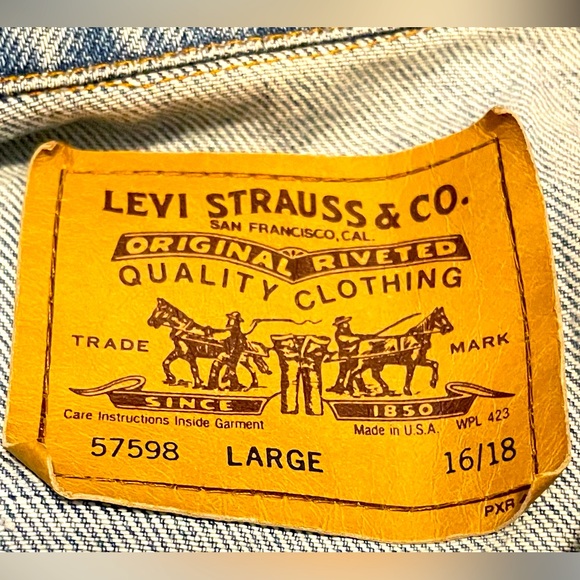 LEVI STRAUSS & CO.
SAN FRANCISCO, CAL.
ORIGINAL RIVETED
QUALITY CLOTHING
TRADE MARK
SINCE 1850
Care Instructions Inside Garment Made in U.S.A. WPL 423
57598 LARGE 16/18
PXR